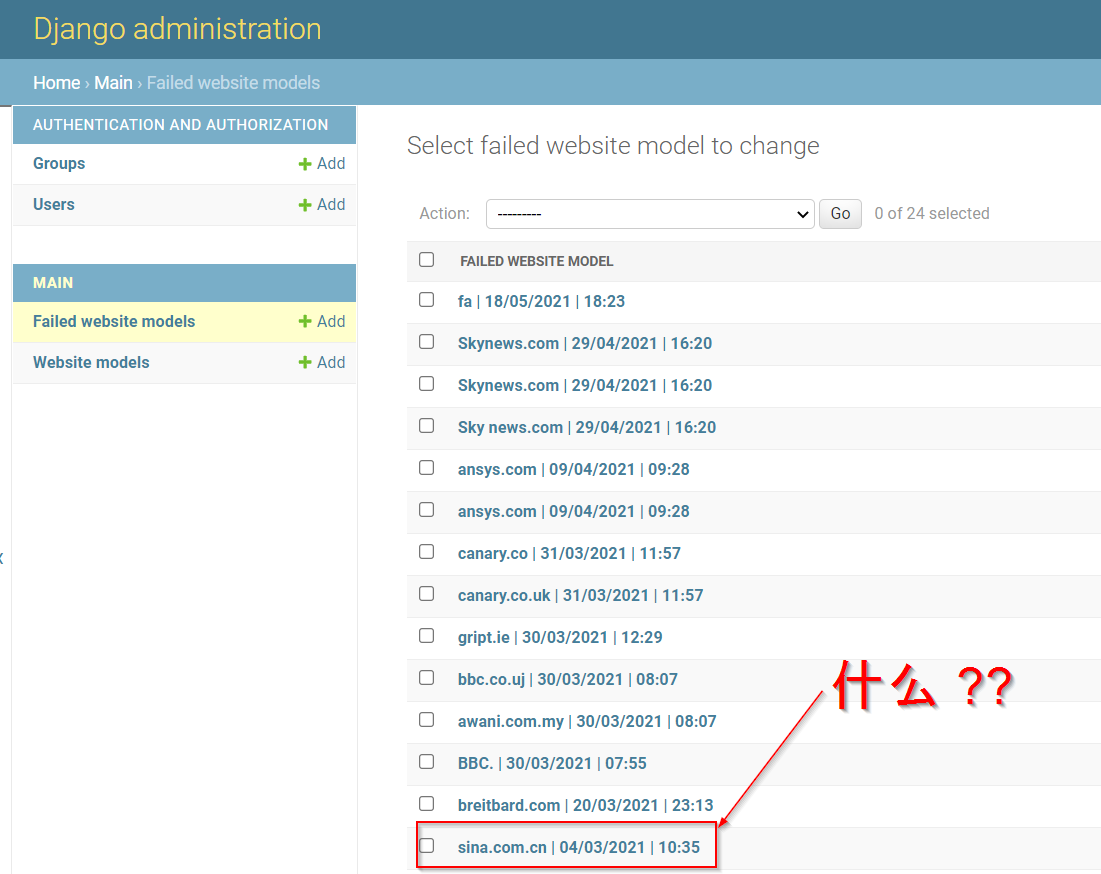 Django administration
Home › Main › Failed website models
AUTHENTICATION AND AUTHORIZATION
Groups + Add
Users + Add
MAIN
Failed website models + Add
Website models + Add
Select failed website model to change
Action: --------- Go 0 of 24 selected
FAILED WEBSITE MODEL
fa | 18/05/2021 | 18:23
Skynews.com | 29/04/2021 | 16:20
Skynews.com | 29/04/2021 | 16:20
Sky news.com | 29/04/2021 | 16:20
ansys.com | 09/04/2021 | 09:28
ansys.com | 09/04/2021 | 09:28
canary.co | 31/03/2021 | 11:57
canary.co.uk | 31/03/2021 | 11:57
gript.ie | 30/03/2021 | 12:29
bbc.co.uj | 30/03/2021 | 08:07
awani.com.my | 30/03/2021 | 08:07
BBC. | 30/03/2021 | 07:55
breitbard.com | 20/03/2021 | 23:13
sina.com.cn | 04/03/2021 | 10:35
什么 ??